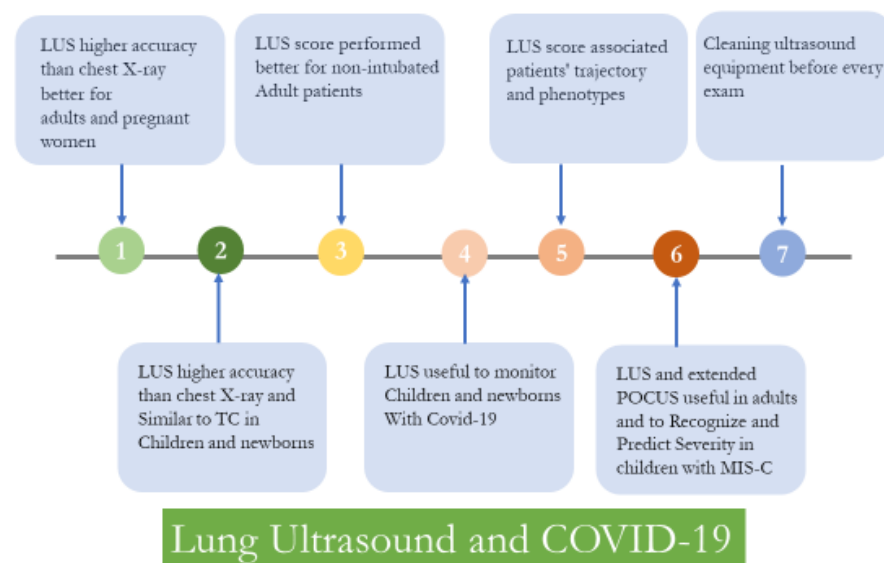 LUS higher accuracy
than chest X-ray
better for
adults and pregnant
women
LUS score performed
better for non-intubated
Adult patients
LUS score associated
patients' trajectory
and phenotypes
Cleaning ultrasound
equipment before every
exam
1
2
3
4
5
6
7
LUS higher accuracy
than chest X-ray and
Similar to TC in
Children and newborns
LUS useful to monitor
Children and newborns
With Covid-19
LUS and extended
POCUS useful in adults
and to Recognize and
Predict Severity in
children with MIS-C
Lung Ultrasound and COVID-19